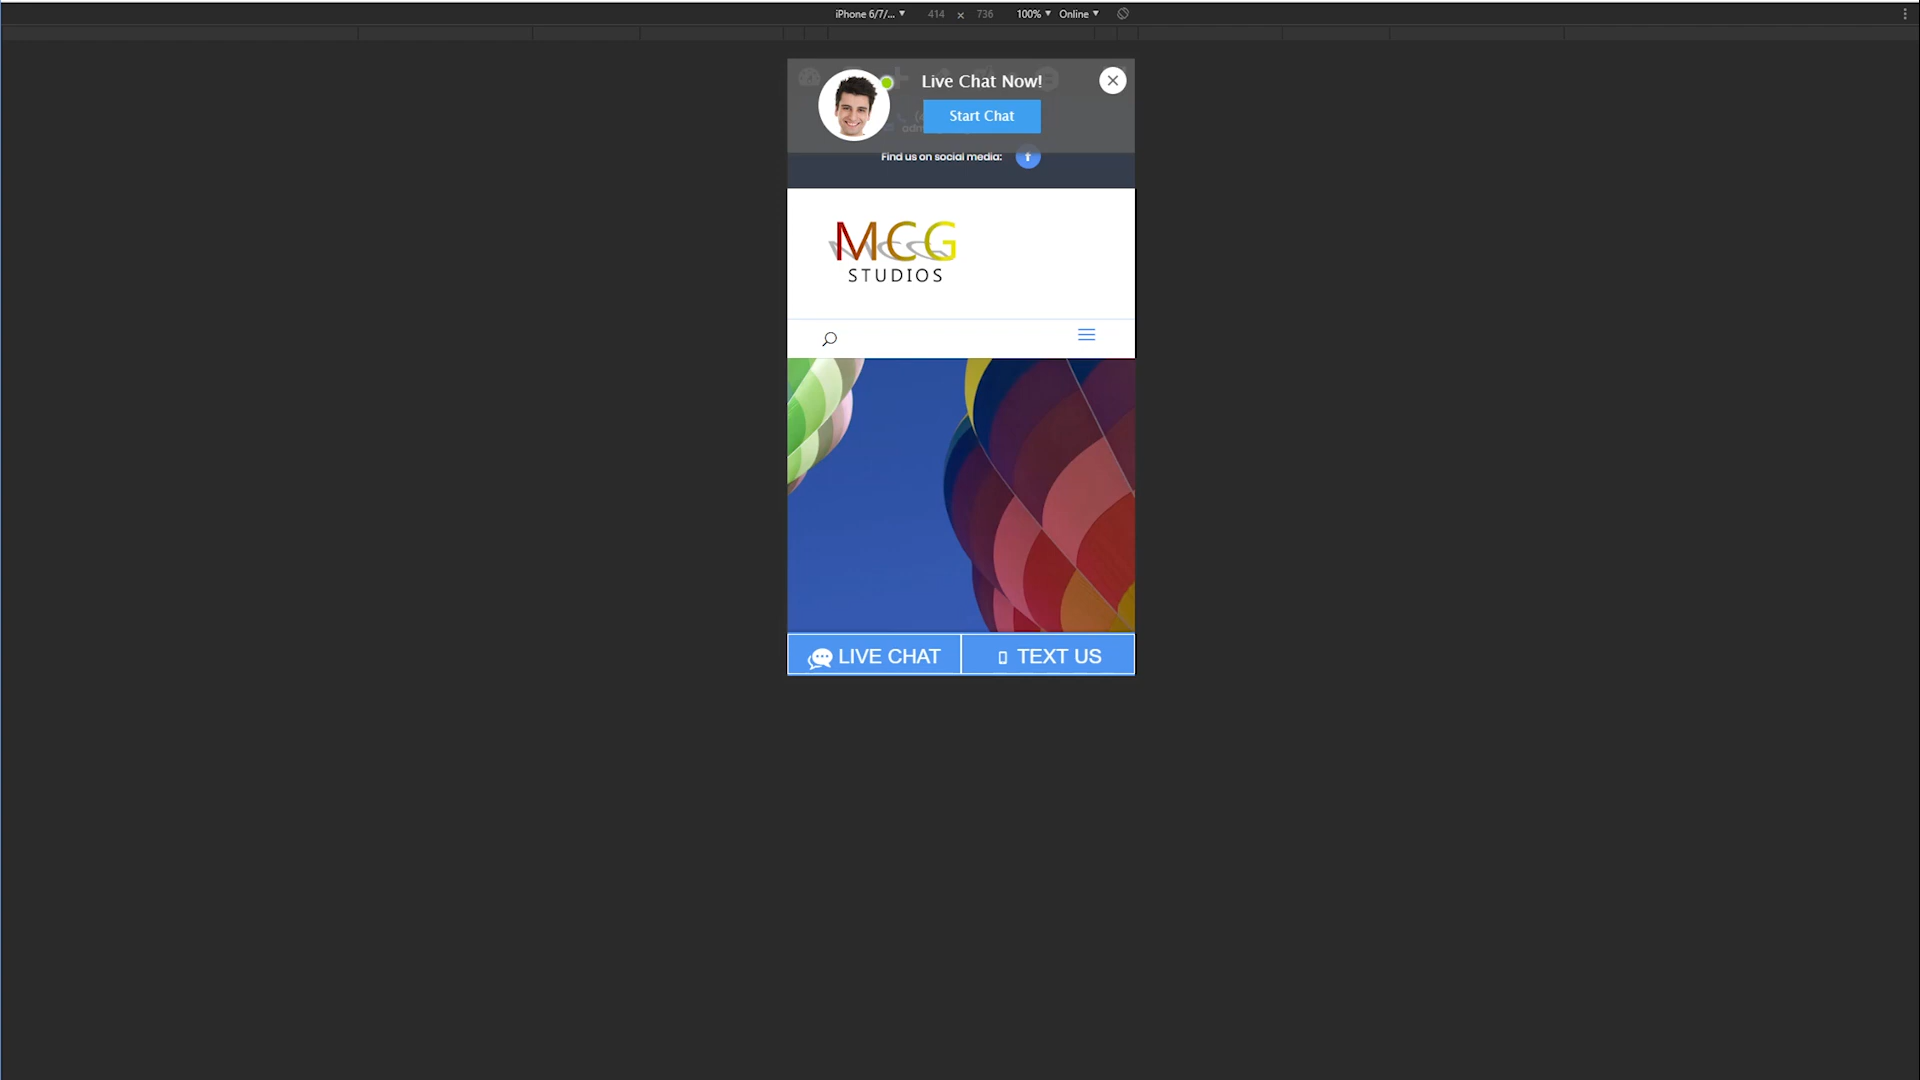 iPhone 6/7/... 414 x 736 100% Online
Live Chat Now!
Start Chat
Find us on social media:
MCG
STUDIOS
LIVE CHAT TEXT US